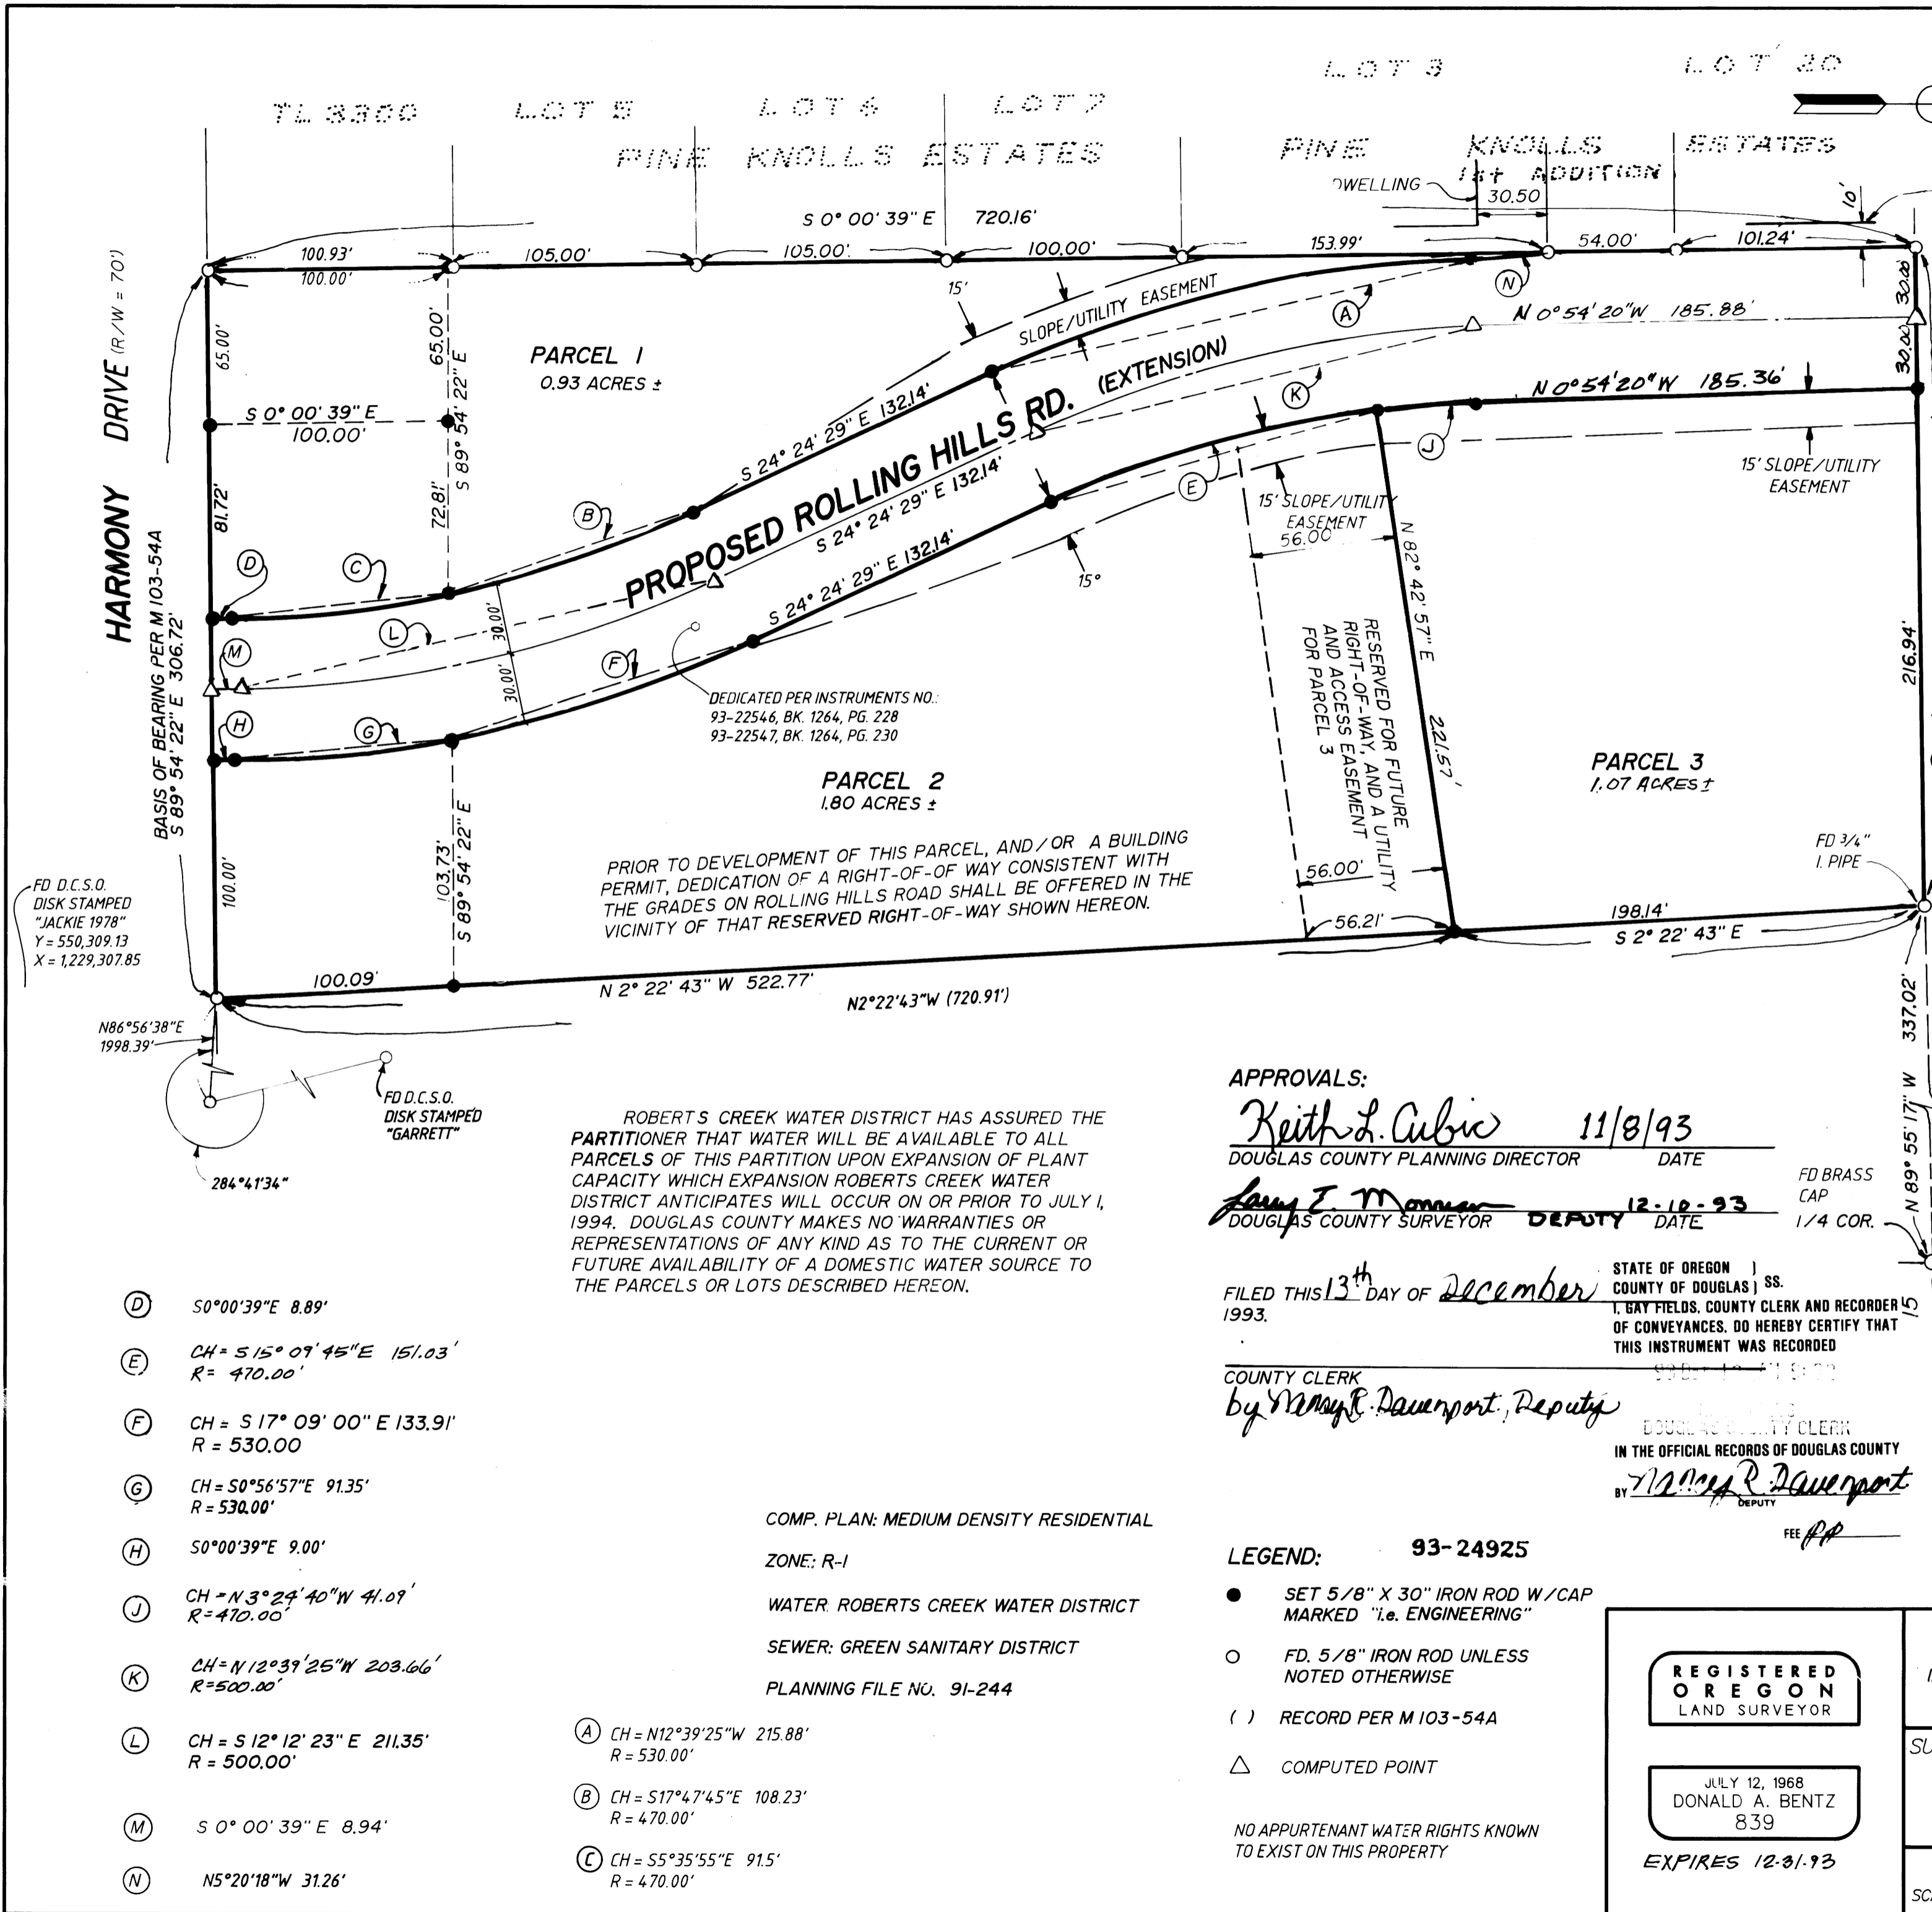 LOT 3
LOT 20
TL 3300
LOT 5
LOT 6
LOT 7
PINE KNOLLS ESTATES
PINE KNOLLS ESTATES
1st ADDITION
DWELLING
30.50
10'
S 0° 00' 39" E 720.16'
100.93'
105.00'
105.00'
100.00'
153.99'
54.00'
101.24'
100.00'
HARMONY DRIVE (R/W = 70')
BASIS OF BEARING PER M 103-54A
S 89° 54' 22" E 306.72'
65.00'
65.00'
S 89° 54' 22" E
S 0° 00' 39" E
100.00'
81.72'
72.81'
PARCEL 1
0.93 ACRES ±
15'
SLOPE/UTILITY EASEMENT
A
N
N 0° 54' 20" W 185.88'
30.00'
30.00'
K
N 0° 54' 20" W 185.36'
J
15' SLOPE/UTILITY
EASEMENT
S 24° 24' 29" E 132.14'
PROPOSED ROLLING HILLS RD. (EXTENSION)
S 24° 24' 29" E 132.14'
S 24° 24' 29" E 132.14'
B
C
D
E
L
M
F
G
H
30.00'
30.00'
15°
15' SLOPE/UTILITY
EASEMENT
56.00'
N 82° 42' 57" E
221.57'
RESERVED FOR FUTURE
RIGHT-OF-WAY, AND A UTILITY
AND ACCESS EASEMENT
FOR PARCEL 3
216.94'
DEDICATED PER INSTRUMENTS NO.:
93-22546, BK. 1264, PG. 228
93-22547, BK. 1264, PG. 230
PARCEL 2
1.80 ACRES ±
PARCEL 3
1.07 ACRES ±
FD 3/4"
I. PIPE
PRIOR TO DEVELOPMENT OF THIS PARCEL, AND/OR A BUILDING
PERMIT, DEDICATION OF A RIGHT-OF-OF WAY CONSISTENT WITH
THE GRADES ON ROLLING HILLS ROAD SHALL BE OFFERED IN THE
VICINITY OF THAT RESERVED RIGHT-OF-WAY SHOWN HEREON.
56.00'
56.21'
198.14'
S 2° 22' 43" E
100.00'
103.73'
S 89° 54' 22" E
FD D.C.S.O.
DISK STAMPED
"JACKIE 1978"
Y = 550,309.13
X = 1,229,307.85
100.09'
N 2° 22' 43" W 522.77'
N2°22'43"W (720.91')
N86°56'38"E
1998.39'
FD D.C.S.O.
DISK STAMPED
"GARRETT"
284°41'34"
N 89° 55' 17" W 337.02'
15
FD BRASS
CAP
1/4 COR.
ROBERTS CREEK WATER DISTRICT HAS ASSURED THE
PARTITIONER THAT WATER WILL BE AVAILABLE TO ALL
PARCELS OF THIS PARTITION UPON EXPANSION OF PLANT
CAPACITY WHICH EXPANSION ROBERTS CREEK WATER
DISTRICT ANTICIPATES WILL OCCUR ON OR PRIOR TO JULY 1,
1994. DOUGLAS COUNTY MAKES NO WARRANTIES OR
REPRESENTATIONS OF ANY KIND AS TO THE CURRENT OR
FUTURE AVAILABILITY OF A DOMESTIC WATER SOURCE TO
THE PARCELS OR LOTS DESCRIBED HEREON.
APPROVALS:
Keith L. Cubic 11/8/93
DOUGLAS COUNTY PLANNING DIRECTOR DATE
12-10-93
DOUGLAS COUNTY SURVEYOR DEPUTY DATE
FILED THIS 13th DAY OF December
1993.
COUNTY CLERK
by Nancy R. Davenport, Deputy
STATE OF OREGON )
COUNTY OF DOUGLAS ) SS.
I, GAY FIELDS, COUNTY CLERK AND RECORDER
OF CONVEYANCES, DO HEREBY CERTIFY THAT
THIS INSTRUMENT WAS RECORDED
DOUGLAS COUNTY CLERK
IN THE OFFICIAL RECORDS OF DOUGLAS COUNTY
BY Nancy R. Davenport
DEPUTY
FEE
D S0°00'39"E 8.89'
E CH = S 15° 09' 45" E 151.03'
R = 470.00'
F CH = S 17° 09' 00" E 133.91'
R = 530.00
G CH = S0°56'57"E 91.35'
R = 530.00'
H S0°00'39"E 9.00'
J CH = N 3° 24' 40" W 41.09'
R=470.00'
K CH = N 12° 39' 25" W 203.66'
R=500.00'
L CH = S 12° 12' 23" E 211.35'
R = 500.00'
M S 0° 00' 39" E 8.94'
N N5°20'18"W 31.26'
COMP. PLAN: MEDIUM DENSITY RESIDENTIAL
ZONE: R-1
WATER: ROBERTS CREEK WATER DISTRICT
SEWER: GREEN SANITARY DISTRICT
PLANNING FILE NO. 91-244
A CH = N12°39'25"W 215.88'
R = 530.00'
B CH = S17°47'45"E 108.23'
R = 470.00'
C CH = S5°35'55"E 91.5'
R = 470.00'
LEGEND: 93-24925
SET 5/8" X 30" IRON ROD W/CAP
MARKED "i.e. ENGINEERING"
FD. 5/8" IRON ROD UNLESS
NOTED OTHERWISE
( ) RECORD PER M 103-54A
COMPUTED POINT
NO APPURTENANT WATER RIGHTS KNOWN
TO EXIST ON THIS PROPERTY
REGISTERED
OREGON
LAND SURVEYOR
JULY 12, 1968
DONALD A. BENTZ
839
EXPIRES 12-31-93
SU
SC